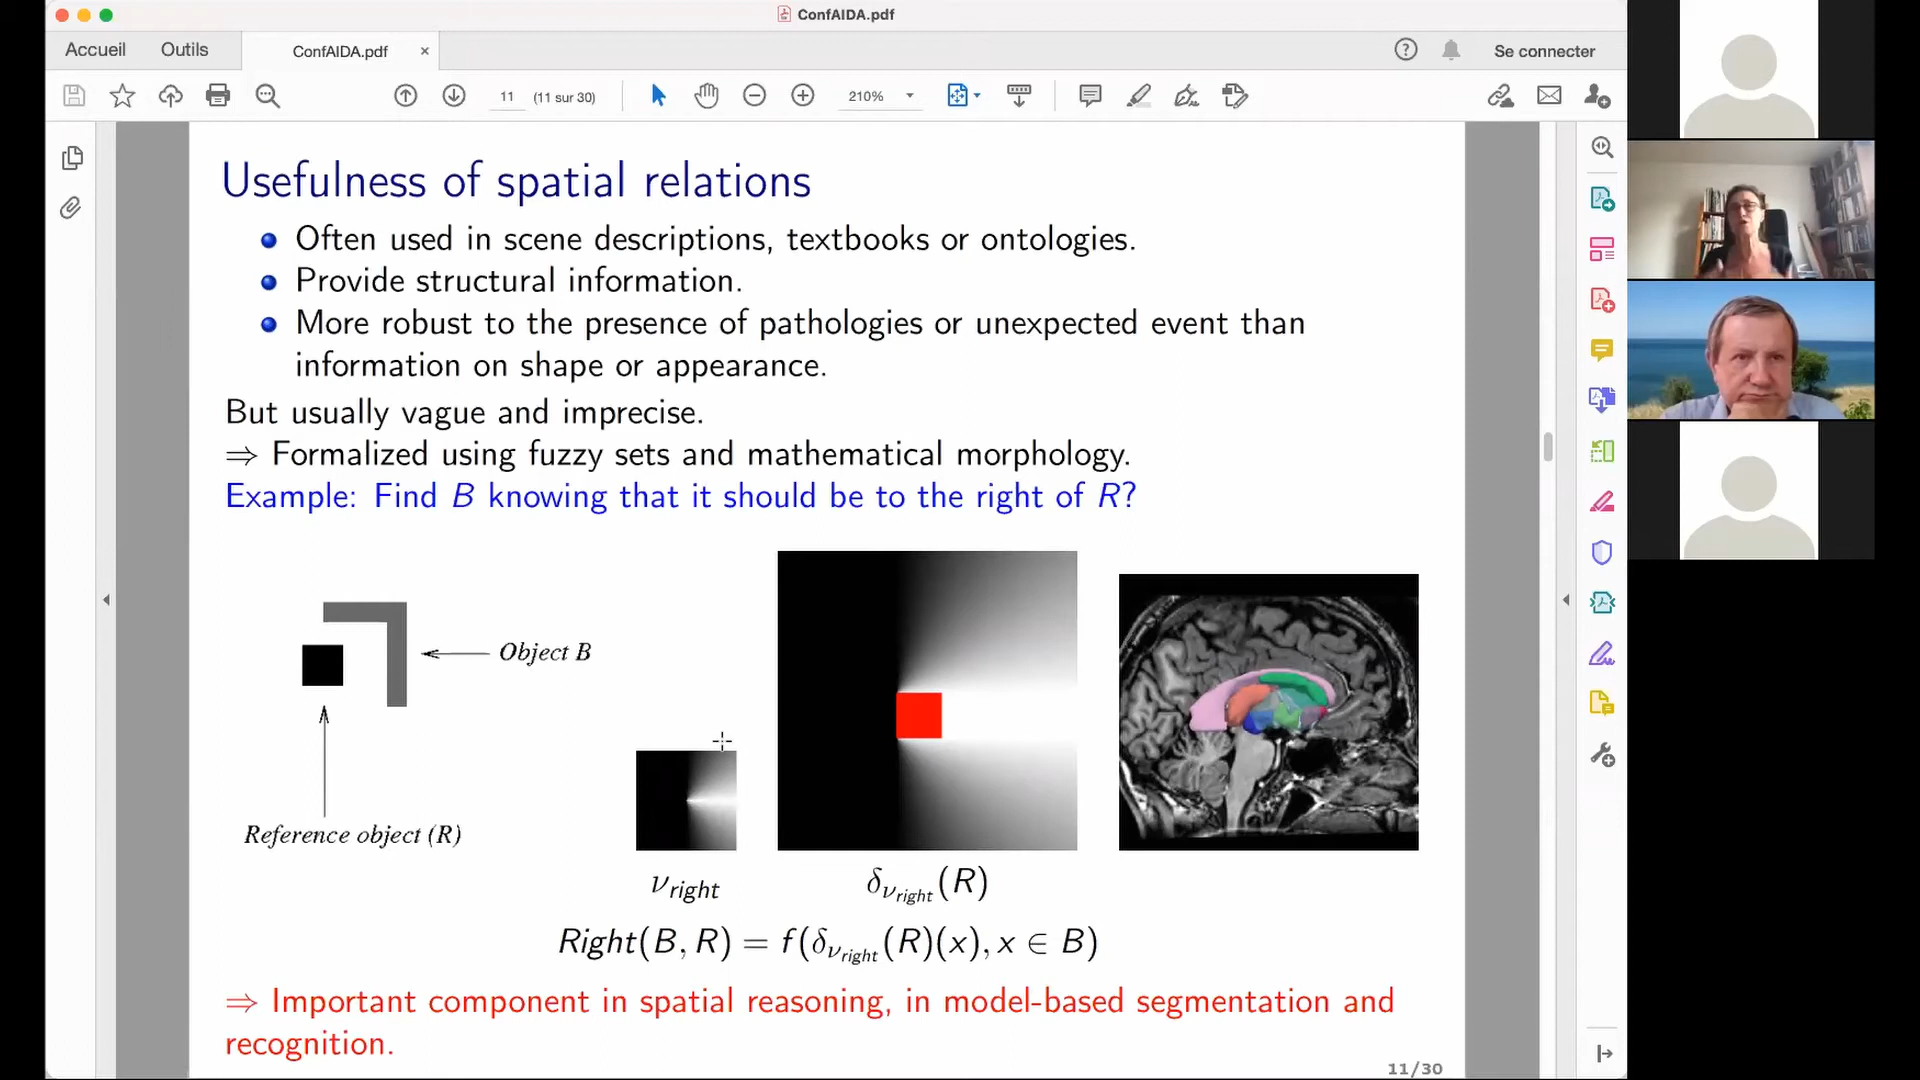 ConfAIDA.pdf
Accueil Outils ConfAIDA.pdf × Se connecter
11 (11 sur 30) 210%
Usefulness of spatial relations
Often used in scene descriptions, textbooks or ontologies.
Provide structural information.
More robust to the presence of pathologies or unexpected event than
information on shape or appearance.
But usually vague and imprecise.
⇒ Formalized using fuzzy sets and mathematical morphology.
Example: Find B knowing that it should be to the right of R?
Object B
Reference object (R)
ν_right
δ_ν_right(R)
Right(B, R) = f(δ_ν_right(R)(x), x ∈ B)
⇒ Important component in spatial reasoning, in model-based segmentation and
recognition.
11/30